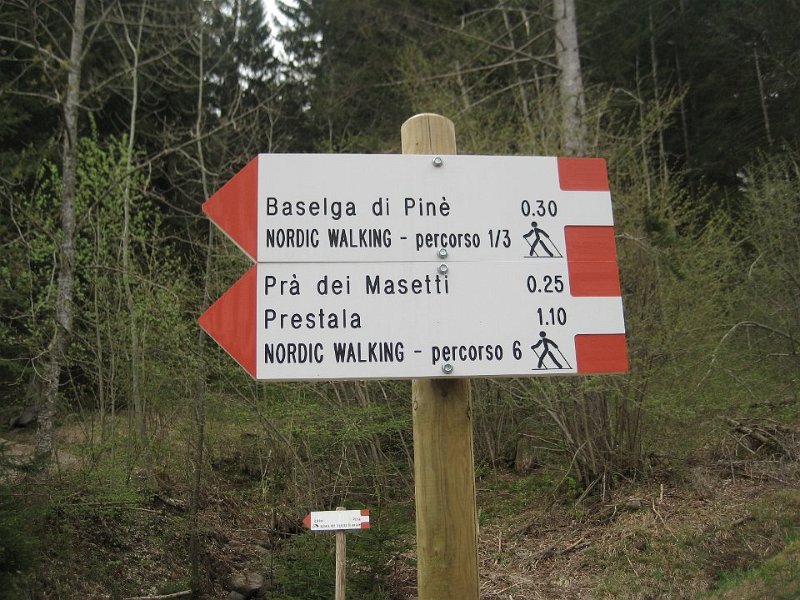 Baselga di Pinè 0.30
NORDIC WALKING - percorso 1/3
Prà dei Masetti 0.25
Prestala 1.10
NORDIC WALKING - percorso 6